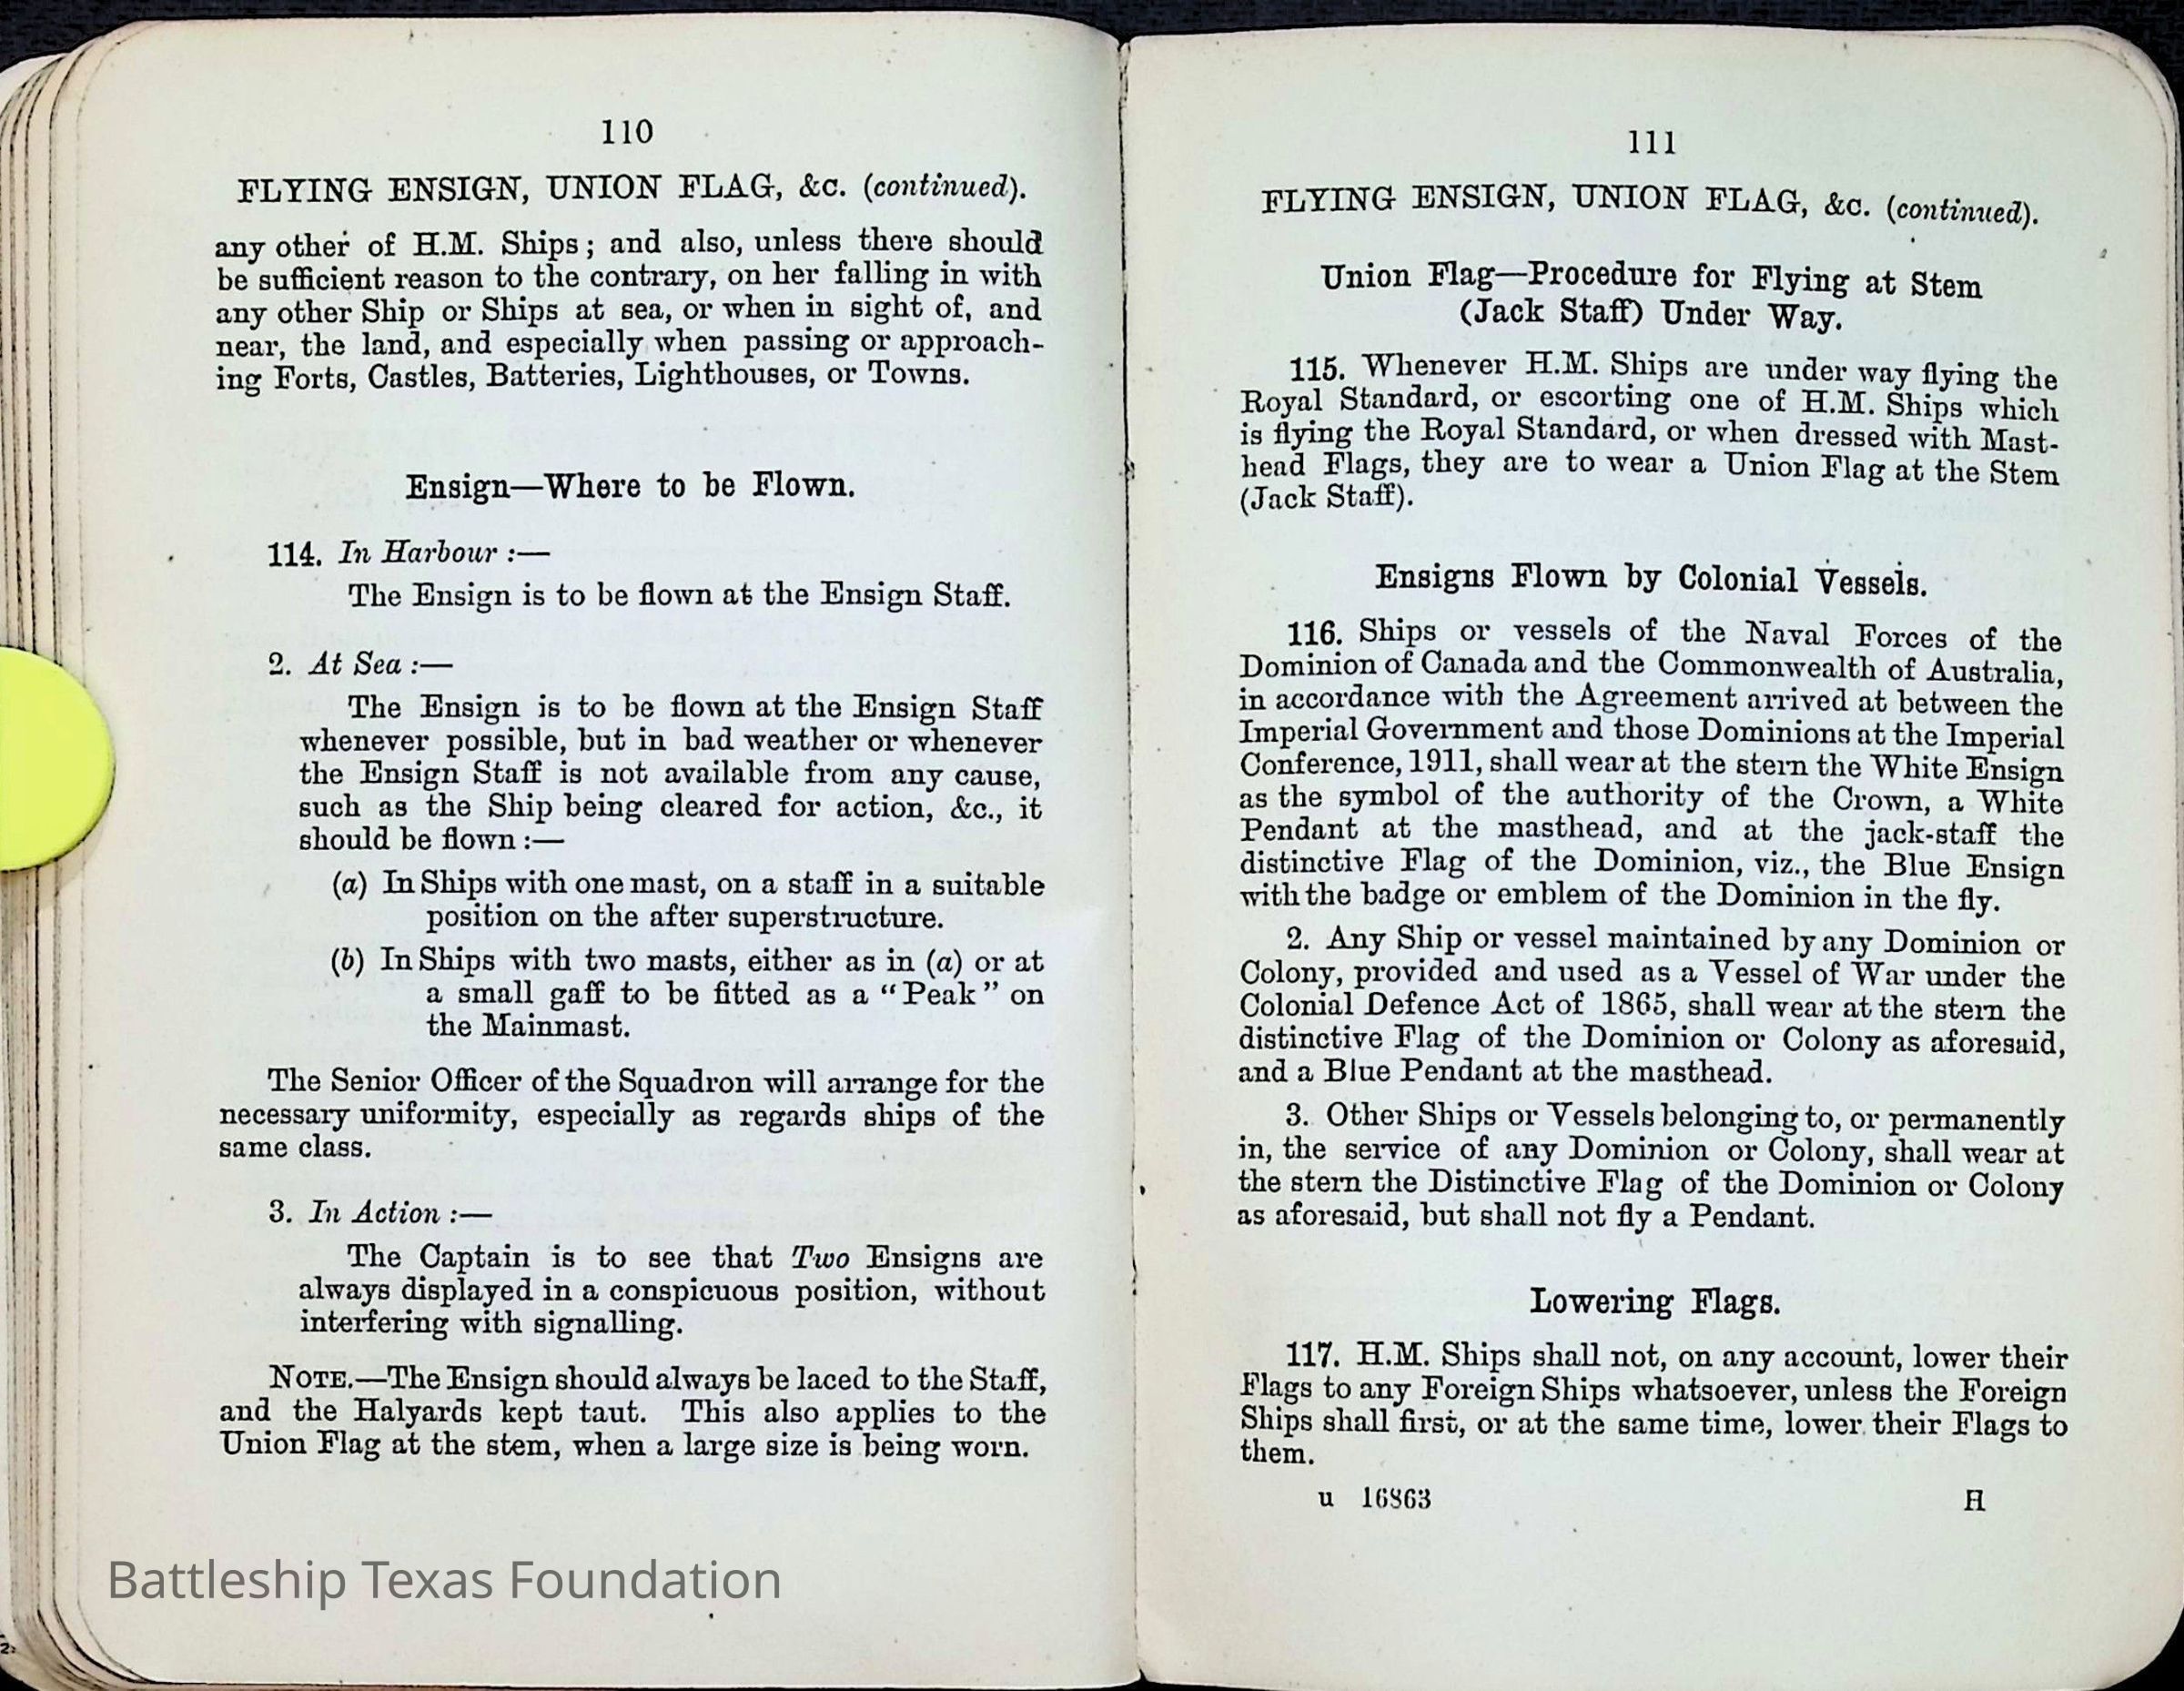 110
FLYING ENSIGN, UNION FLAG, &c. (continued).
any other of H.M. Ships; and also, unless there should
be sufficient reason to the contrary, on her falling in with
any other Ship or Ships at sea, or when in sight of, and
near, the land, and especially when passing or approach-
ing Forts, Castles, Batteries, Lighthouses, or Towns.
Ensign—Where to be Flown.
114. In Harbour :—
The Ensign is to be flown at the Ensign Staff.
2. At Sea :—
The Ensign is to be flown at the Ensign Staff
whenever possible, but in bad weather or whenever
the Ensign Staff is not available from any cause,
such as the Ship being cleared for action, &c., it
should be flown :—
(a) In Ships with one mast, on a staff in a suitable
position on the after superstructure.
(b) In Ships with two masts, either as in (a) or at
a small gaff to be fitted as a “Peak” on
the Mainmast.
The Senior Officer of the Squadron will arrange for the
necessary uniformity, especially as regards ships of the
same class.
3. In Action :—
The Captain is to see that Two Ensigns are
always displayed in a conspicuous position, without
interfering with signalling.
NOTE.—The Ensign should always be laced to the Staff,
and the Halyards kept taut. This also applies to the
Union Flag at the stem, when a large size is being worn.
111
FLYING ENSIGN, UNION FLAG, &c. (continued).
Union Flag—Procedure for Flying at Stem
(Jack Staff) Under Way.
115. Whenever H.M. Ships are under way flying the
Royal Standard, or escorting one of H.M. Ships which
is flying the Royal Standard, or when dressed with Mast-
head Flags, they are to wear a Union Flag at the Stem
(Jack Staff).
Ensigns Flown by Colonial Vessels.
116. Ships or vessels of the Naval Forces of the
Dominion of Canada and the Commonwealth of Australia,
in accordance with the Agreement arrived at between the
Imperial Government and those Dominions at the Imperial
Conference, 1911, shall wear at the stern the White Ensign
as the symbol of the authority of the Crown, a White
Pendant at the masthead, and at the jack-staff the
distinctive Flag of the Dominion, viz., the Blue Ensign
with the badge or emblem of the Dominion in the fly.
2. Any Ship or vessel maintained by any Dominion or
Colony, provided and used as a Vessel of War under the
Colonial Defence Act of 1865, shall wear at the stern the
distinctive Flag of the Dominion or Colony as aforesaid,
and a Blue Pendant at the masthead.
3. Other Ships or Vessels belonging to, or permanently
in, the service of any Dominion or Colony, shall wear at
the stern the Distinctive Flag of the Dominion or Colony
as aforesaid, but shall not fly a Pendant.
Lowering Flags.
117. H.M. Ships shall not, on any account, lower their
Flags to any Foreign Ships whatsoever, unless the Foreign
Ships shall first, or at the same time, lower their Flags to
them.
u 16863
H
Battleship Texas Foundation